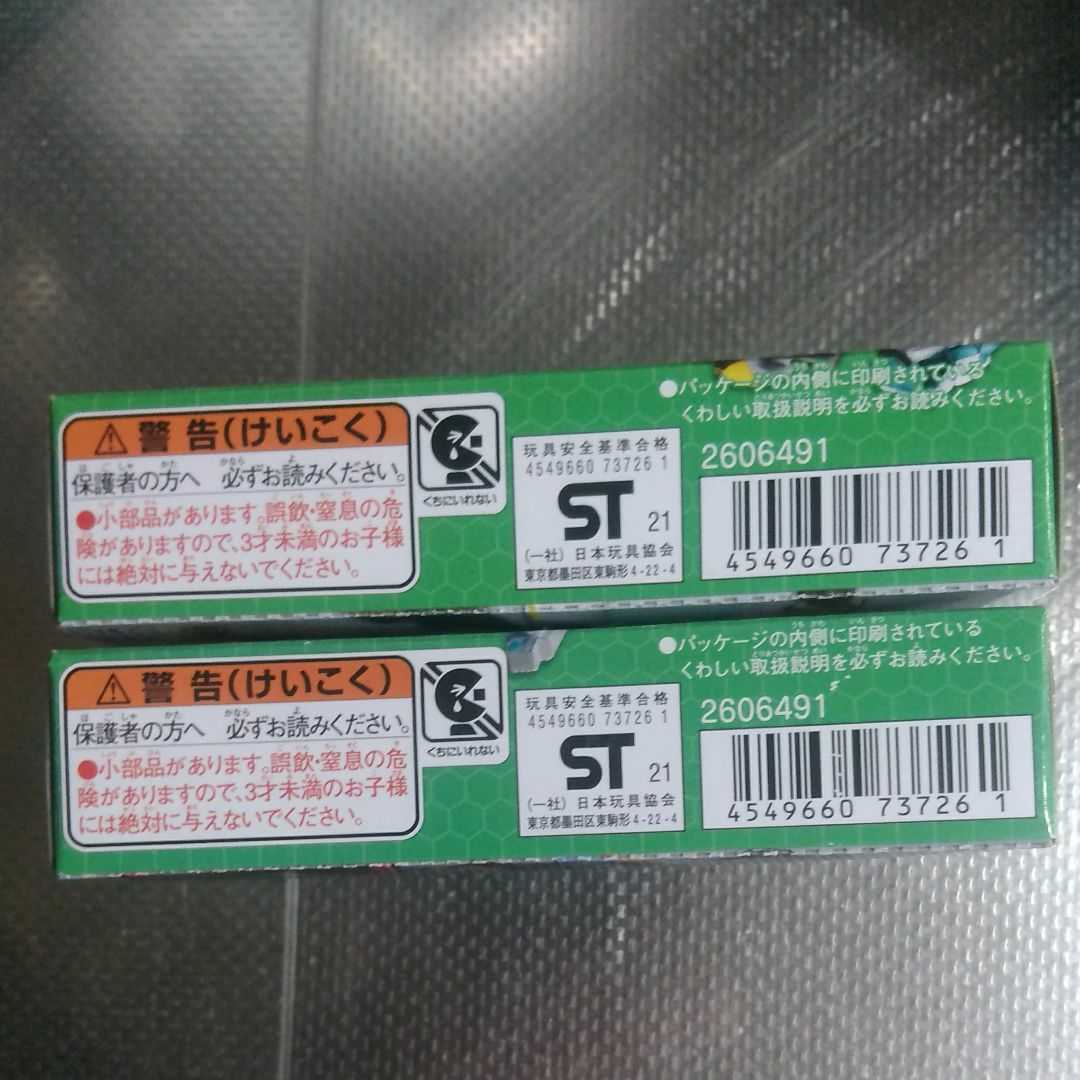 警告(けいこく)
保護者の方へ 必ずお読みください。
●小部品があります。誤飲・窒息の危
険がありますので、3才未満のお子様
には絶対に与えないでください。
くちにいれない
玩具安全基準合格
4549660 73726 1
ST 21
(一社)日本玩具協会
東京都墨田区東駒形4-22-4
●パッケージの内側に印刷されている
くわしい取扱説明を必ずお読みください。
2606491
4549660 737261
警告(けいこく)
保護者の方へ 必ずお読みください。
●小部品があります。誤飲・窒息の危
険がありますので、3才未満のお子様
には絶対に与えないでください。
くちにいれない
玩具安全基準合格
4549660 73726 1
ST 21
(一社)日本玩具協会
東京都墨田区東駒形4-22-4
●パッケージの内側に印刷されている
くわしい取扱説明を必ずお読みください。
2606491
4549660 737261